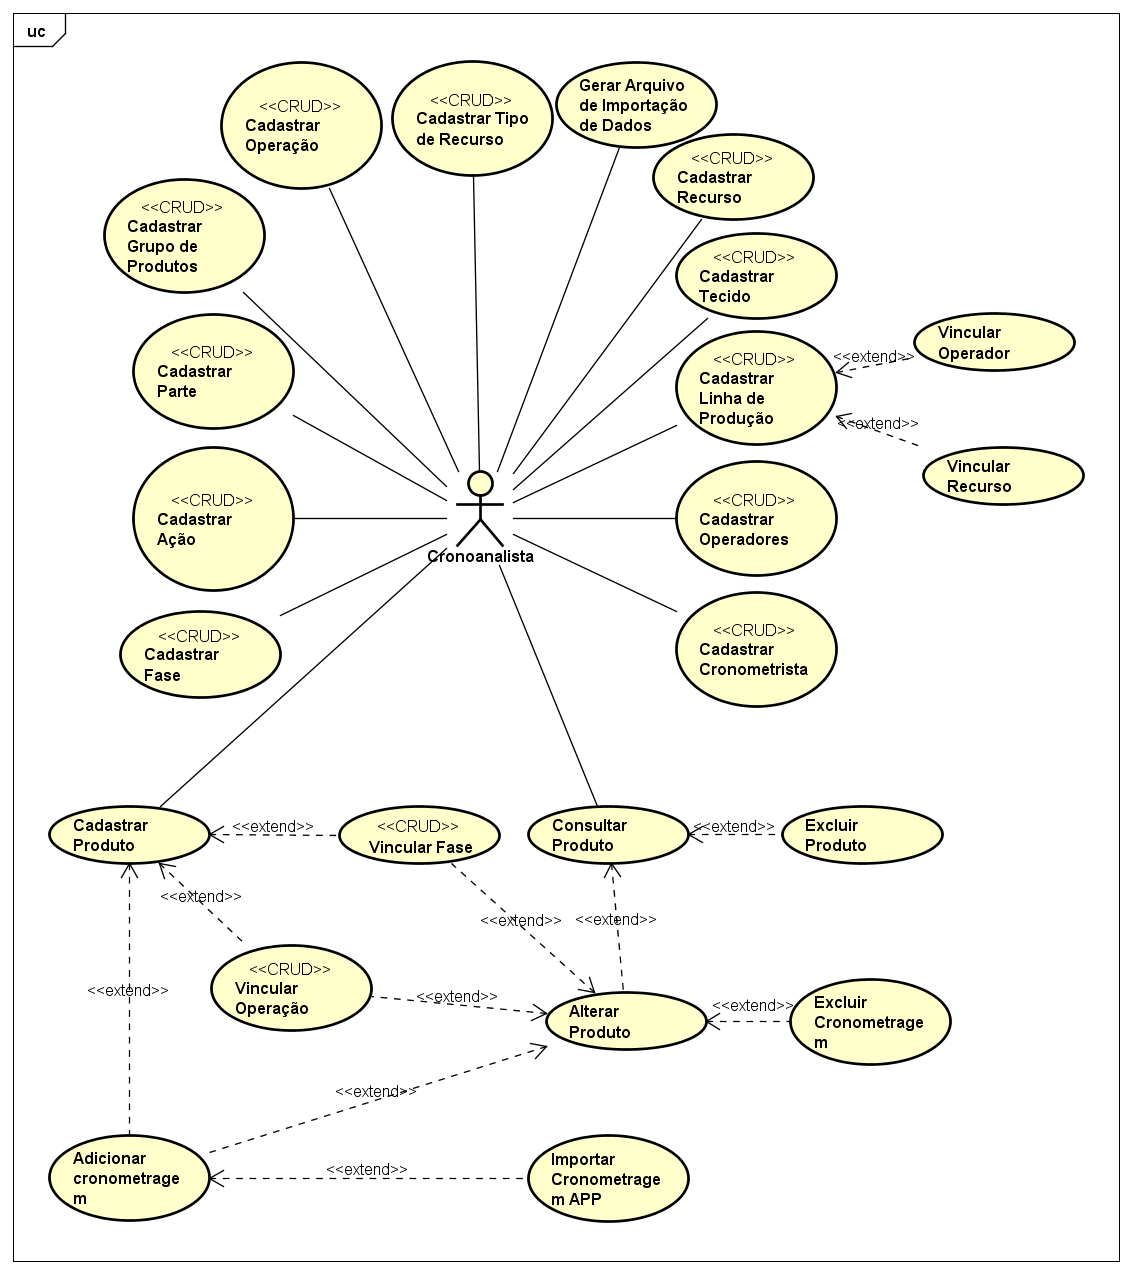 uc
<<CRUD>>
Cadastrar
Operação
<<CRUD>>
Cadastrar Tipo
de Recurso
Gerar Arquivo
de Importação
de Dados
<<CRUD>>
Cadastrar
Recurso
<<CRUD>>
Cadastrar
Grupo de
Produtos
<<CRUD>>
Cadastrar
Tecido
<<CRUD>>
Cadastrar
Parte
<<CRUD>>
Cadastrar
Linha de
Produção
<<extend>>
Vincular
Operador
<<extend>>
Vincular
Recurso
<<CRUD>>
Cadastrar
Ação
Cronoanalista
<<CRUD>>
Cadastrar
Operadores
<<CRUD>>
Cadastrar
Fase
<<CRUD>>
Cadastrar
Cronometrista
Cadastrar
Produto
<<extend>>
<<CRUD>>
Vincular Fase
Consultar
Produto
<<extend>>
Excluir
Produto
<<extend>>
<<extend>>
<<extend>>
<<extend>>
<<CRUD>>
Vincular
Operação
<<extend>>
Alterar
Produto
<<extend>>
Excluir
Cronometrage
m
<<extend>>
Adicionar
cronometrage
m
<<extend>>
Importar
Cronometrage
m APP